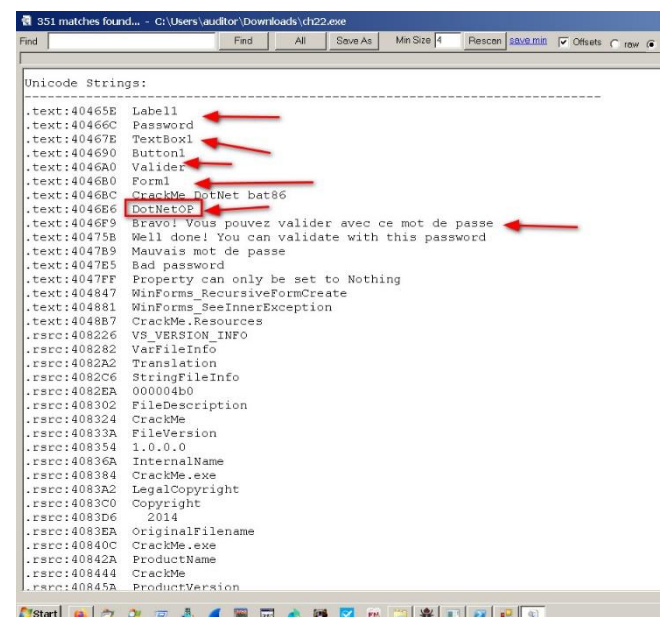 351 matches found... - C:\Users\auditor\Downloads\ch22.exe
Find Find All Save As Min Size 4 Rescan save min Offsets raw
Unicode Strings:
---------------------------------------------------------------------------
.text:40465E Label1
.text:40466C Password
.text:40467E TextBox1
.text:404690 Button1
.text:4046A0 Valider
.text:4046B0 Form1
.text:4046BC CrackMe DotNet bat86
.text:4046E6 DotNetOP
.text:4046F9 Bravo! Vous pouvez valider avec ce mot de passe
.text:40475B Well done! You can validate with this password
.text:4047B9 Mauvais mot de passe
.text:4047E5 Bad password
.text:4047FF Property can only be set to Nothing
.text:404847 WinForms_RecursiveFormCreate
.text:404881 WinForms_SeeInnerException
.text:4048B7 CrackMe.Resources
.rsrc:408226 VS_VERSION_INFO
.rsrc:408282 VarFileInfo
.rsrc:4082A2 Translation
.rsrc:4082C6 StringFileInfo
.rsrc:4082EA 000004b0
.rsrc:408302 FileDescription
.rsrc:408324 CrackMe
.rsrc:40833A FileVersion
.rsrc:408354 1.0.0.0
.rsrc:40836A InternalName
.rsrc:408384 CrackMe.exe
.rsrc:4083A2 LegalCopyright
.rsrc:4083C0 Copyright
.rsrc:4083D6 2014
.rsrc:4083EA OriginalFilename
.rsrc:40840C CrackMe.exe
.rsrc:40842A ProductName
.rsrc:408444 CrackMe
.rsrc:40845A ProductVersion
Start